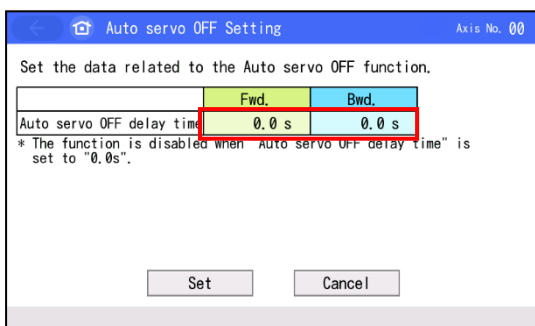 Auto servo OFF Setting Axis No. 00
Set the data related to the Auto servo OFF function.
Fwd. Bwd.
Auto servo OFF delay time 0.0 s 0.0 s
* The function is disabled when "Auto servo OFF delay time" is
set to "0.0s".
Set Cancel